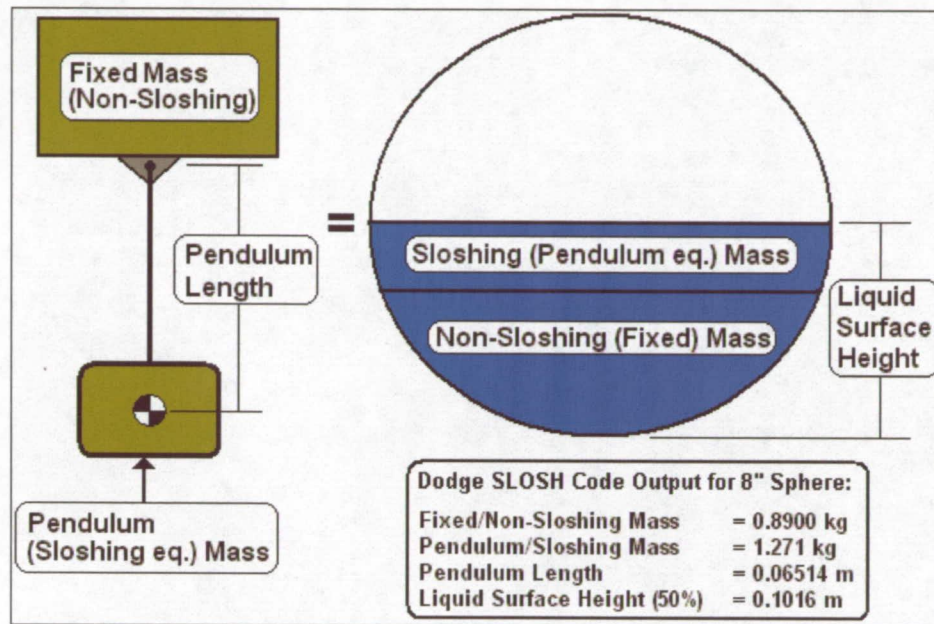 Fixed Mass
(Non-Sloshing)
Pendulum
Length
Pendulum
(Sloshing eq.) Mass
=
Sloshing (Pendulum eq.) Mass
Non-Sloshing (Fixed) Mass
Liquid
Surface
Height
Dodge SLOSH Code Output for 8" Sphere:
Fixed/Non-Sloshing Mass = 0.8900 kg
Pendulum/Sloshing Mass = 1.271 kg
Pendulum Length = 0.06514 m
Liquid Surface Height (50%) = 0.1016 m